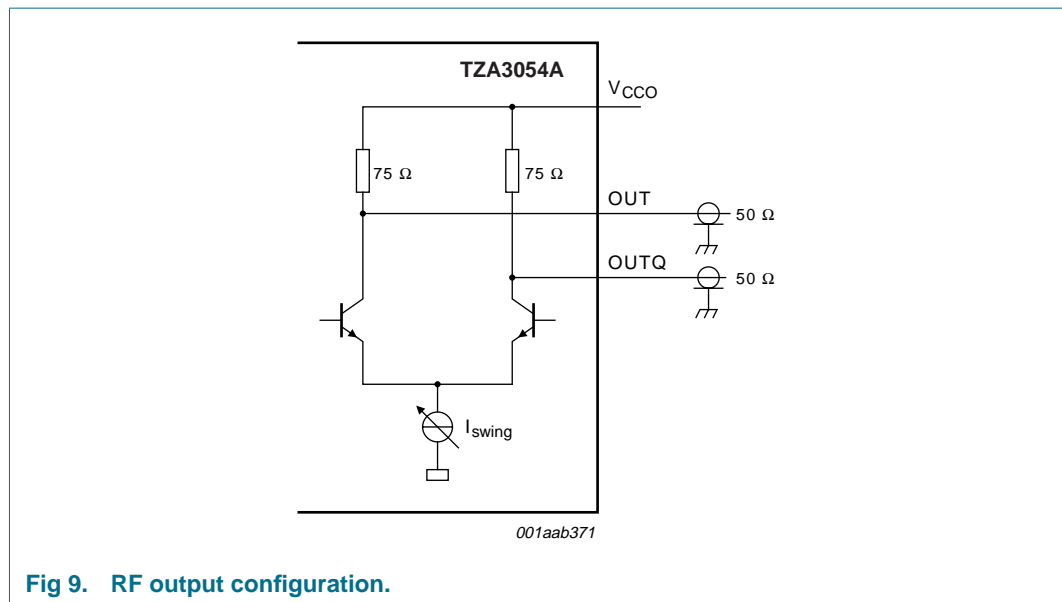 TZA3054A
VCCO
75 Ω
75 Ω
OUT
50 Ω
OUTQ
50 Ω
Iswing
001aab371
Fig 9. RF output configuration.